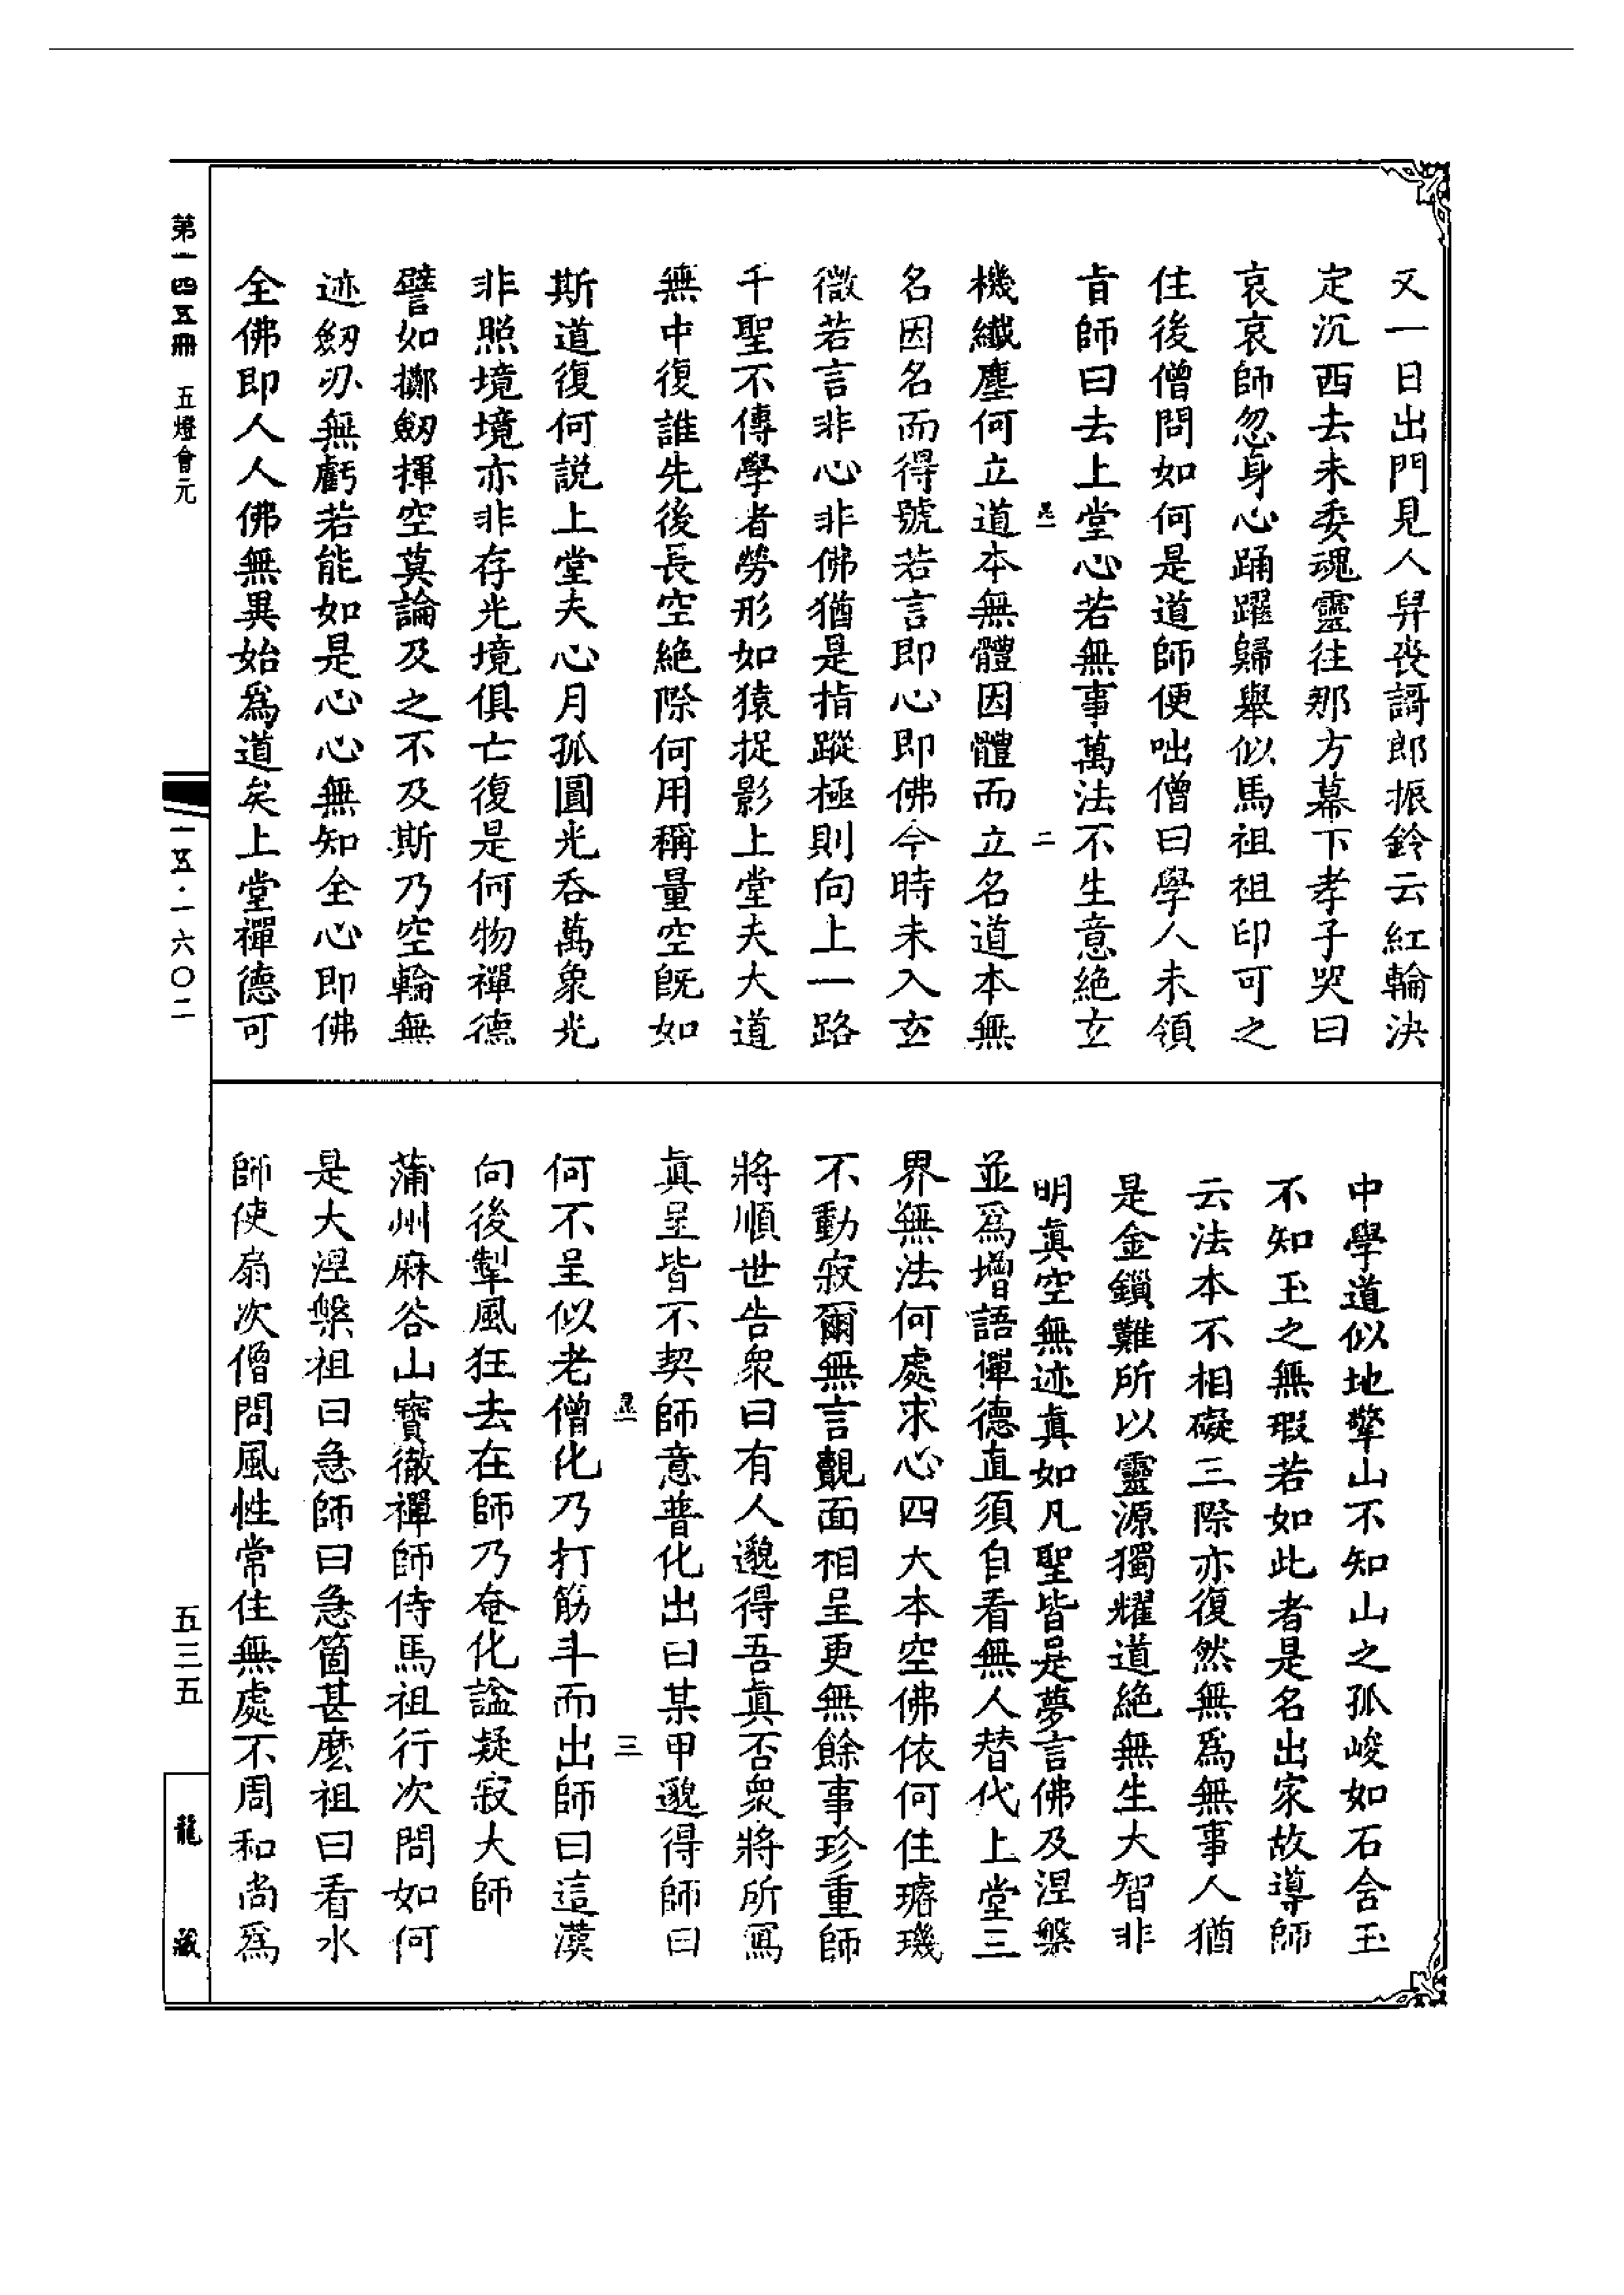 又一日出門見人舁喪謌郎振鈴云紅輪決
定沉西去未委魂靈往那方幕下孝子哭曰
哀哀師忽身心踊躍歸舉似馬祖祖印可之
住後僧問如何是道師便咄僧曰學人未領
旨師曰去上堂心若無事萬法不生意絕玄
二
機纖塵何立道本無體因體而立名道本無
名因名而得號若言即心即佛今時未入玄
微若言非心非佛猶是指蹤極則向上一路
千聖不傳學者勞形如猿捉影上堂夫大道
無中復誰先後長空絕際何用稱量空既如
斯道復何説上堂夫心月孤圓光吞萬象光
非照境境亦非存光境俱亡復是何物禪德
譬如擲劒揮空莫論及之不及斯乃空輪無
迹劒刅無虧若能如是心心無知全心即佛
全佛即人人佛無異始爲道矣上堂禪德可
中學道似地擎山不知山之孤峻如石含玉
不知玉之無瑕若如此者是名出家故導師
云法本不相礙三際亦復然無爲無事人猶
是金鎖難所以靈源獨耀道絕無生大智非
明眞空無迹眞如凡聖皆是夢言佛及涅槃
並爲增語禪德直須自看無人替代上堂三
界無法何處求心四大本空佛依何住璿璣
不動寂爾無言覿面相呈更無餘事珍重師
將順世告衆曰有人邈得吾眞否衆將所寫
眞呈皆不契師意普化出曰某甲邈得師曰
三
何不呈似老僧化乃打筋斗而出師曰這漢
向後掣風狂去在師乃奄化謚凝寂大師
蒲州麻谷山寶徹禪師侍馬祖行次問如何
是大涅槃祖曰急師曰急箇甚麽祖曰看水
師使扇次僧問風性常住無處不周和尚爲
第一四五冊 五燈會元
一五·一六〇二
五三五
龍藏